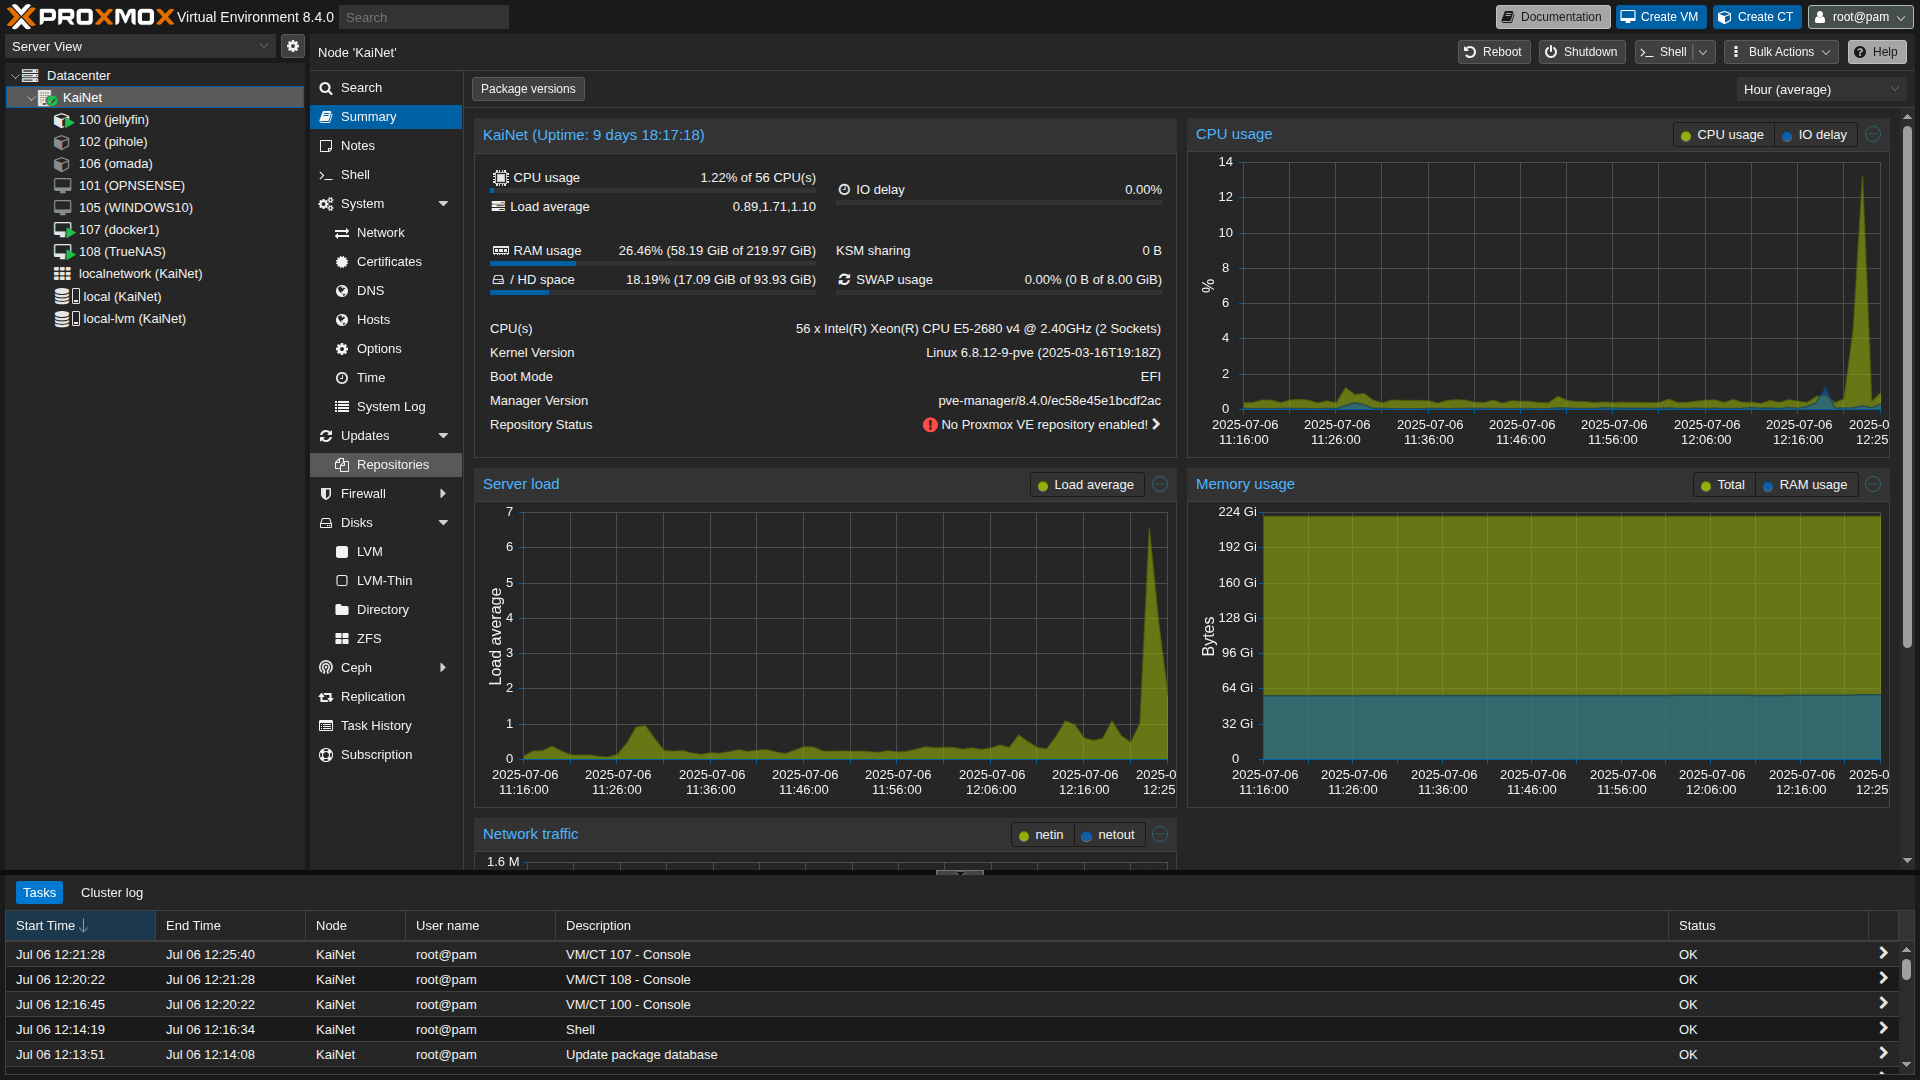 PROXMOX Virtual Environment 8.4.0 Search
Documentation Create VM Create CT root@pam
Server View
Datacenter
KaiNet
100 (jellyfin)
102 (pihole)
106 (omada)
101 (OPNSENSE)
105 (WINDOWS10)
107 (docker1)
108 (TrueNAS)
localnetwork (KaiNet)
local (KaiNet)
local-lvm (KaiNet)
Node 'KaiNet'
Reboot Shutdown Shell Bulk Actions Help
Search
Summary
Notes
Shell
System
Network
Certificates
DNS
Hosts
Options
Time
System Log
Updates
Repositories
Firewall
Disks
LVM
LVM-Thin
Directory
ZFS
Ceph
Replication
Task History
Subscription
Package versions
Hour (average)
KaiNet (Uptime: 9 days 18:17:18)
CPU usage 1.22% of 56 CPU(s)
IO delay 0.00%
Load average 0.89,1.71,1.10
RAM usage 26.46% (58.19 GiB of 219.97 GiB)
KSM sharing 0 B
/ HD space 18.19% (17.09 GiB of 93.93 GiB)
SWAP usage 0.00% (0 B of 8.00 GiB)
CPU(s) 56 x Intel(R) Xeon(R) CPU E5-2680 v4 @ 2.40GHz (2 Sockets)
Kernel Version Linux 6.8.12-9-pve (2025-03-16T19:18Z)
Boot Mode EFI
Manager Version pve-manager/8.4.0/ec58e45e1bcdf2ac
Repository Status No Proxmox VE repository enabled!
CPU usage
CPU usage IO delay
14
12
10
8
6
4
2
0
%
2025-07-06 2025-07-06 2025-07-06 2025-07-06 2025-07-06 2025-07-06 2025-07-06 2025-0
11:16:00 11:26:00 11:36:00 11:46:00 11:56:00 12:06:00 12:16:00 12:25
Server load
Load average
7
6
5
4
3
2
1
0
Load average
2025-07-06 2025-07-06 2025-07-06 2025-07-06 2025-07-06 2025-07-06 2025-07-06 2025-0
11:16:00 11:26:00 11:36:00 11:46:00 11:56:00 12:06:00 12:16:00 12:25
Memory usage
Total RAM usage
224 Gi
192 Gi
160 Gi
128 Gi
96 Gi
64 Gi
32 Gi
0
Bytes
2025-07-06 2025-07-06 2025-07-06 2025-07-06 2025-07-06 2025-07-06 2025-07-06 2025-0
11:16:00 11:26:00 11:36:00 11:46:00 11:56:00 12:06:00 12:16:00 12:25
Network traffic
netin netout
1.6 M
Tasks Cluster log
Start Time End Time Node User name Description Status
Jul 06 12:21:28 Jul 06 12:25:40 KaiNet root@pam VM/CT 107 - Console OK
Jul 06 12:20:22 Jul 06 12:21:28 KaiNet root@pam VM/CT 108 - Console OK
Jul 06 12:16:45 Jul 06 12:20:22 KaiNet root@pam VM/CT 100 - Console OK
Jul 06 12:14:19 Jul 06 12:16:34 KaiNet root@pam Shell OK
Jul 06 12:13:51 Jul 06 12:14:08 KaiNet root@pam Update package database OK